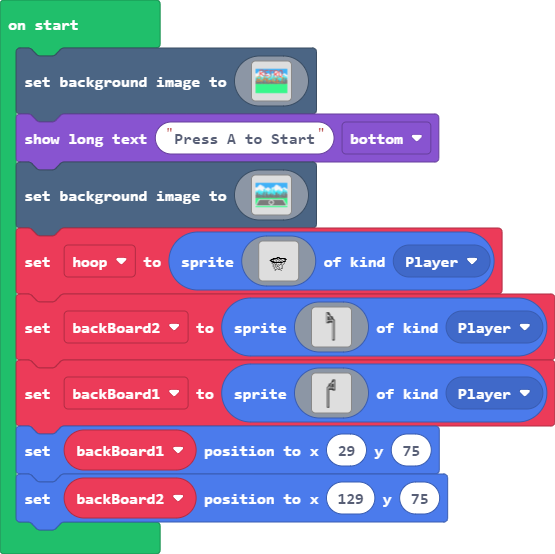 on start
set background image to
show long text "Press A to Start" bottom
set background image to
set hoop to sprite of kind Player
set backBoard2 to sprite of kind Player
set backBoard1 to sprite of kind Player
set backBoard1 position to x 29 y 75
set backBoard2 position to x 129 y 75